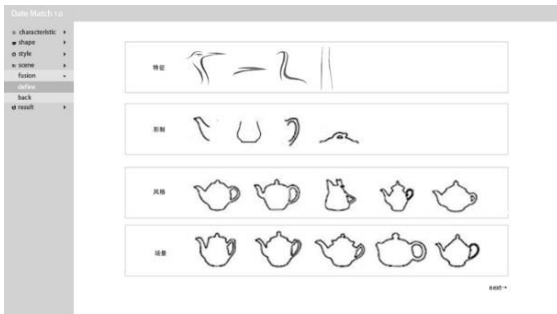 Date Match 1.0
characteristic
shape
style
scene
fusion
define
back
result
特征
形制
风格
场景
next→